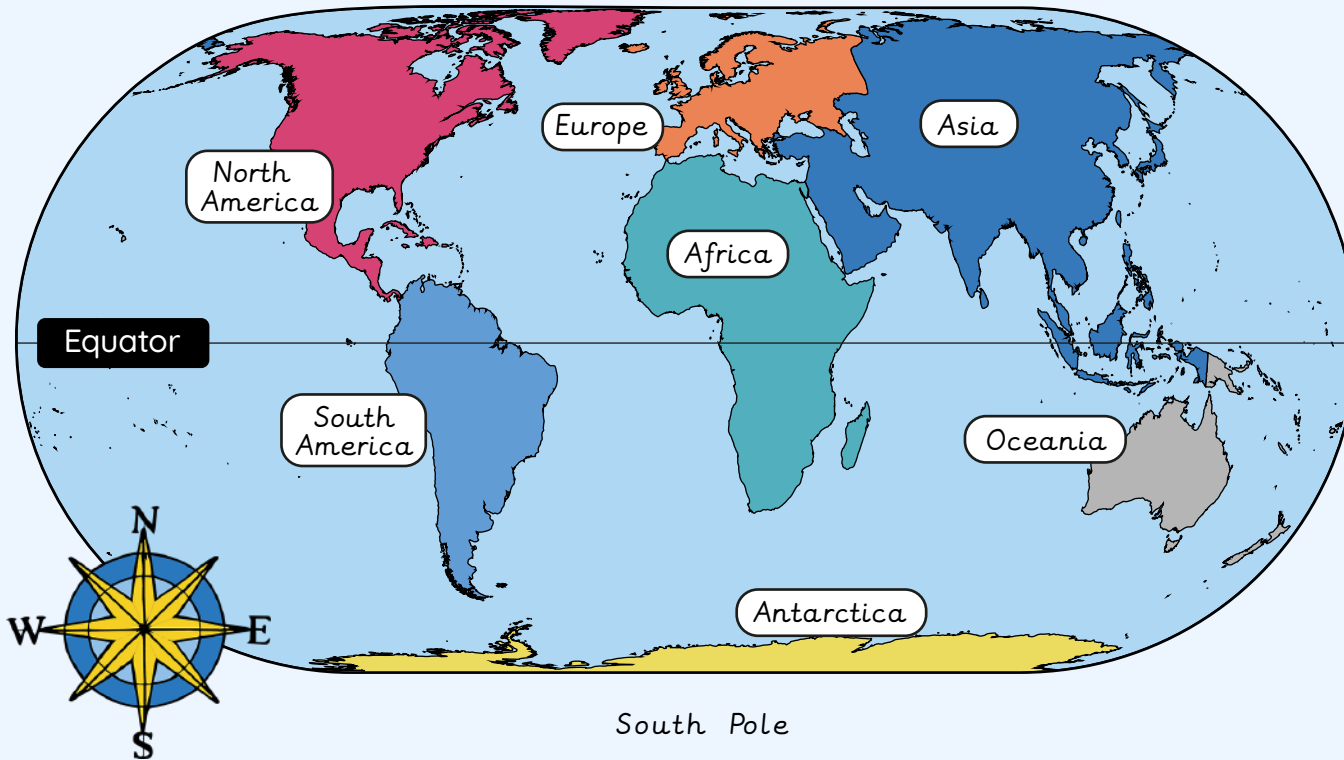 Europe
Asia
North
America
Africa
Equator
South
America
Oceania
N
W
E
S
Antarctica
South Pole